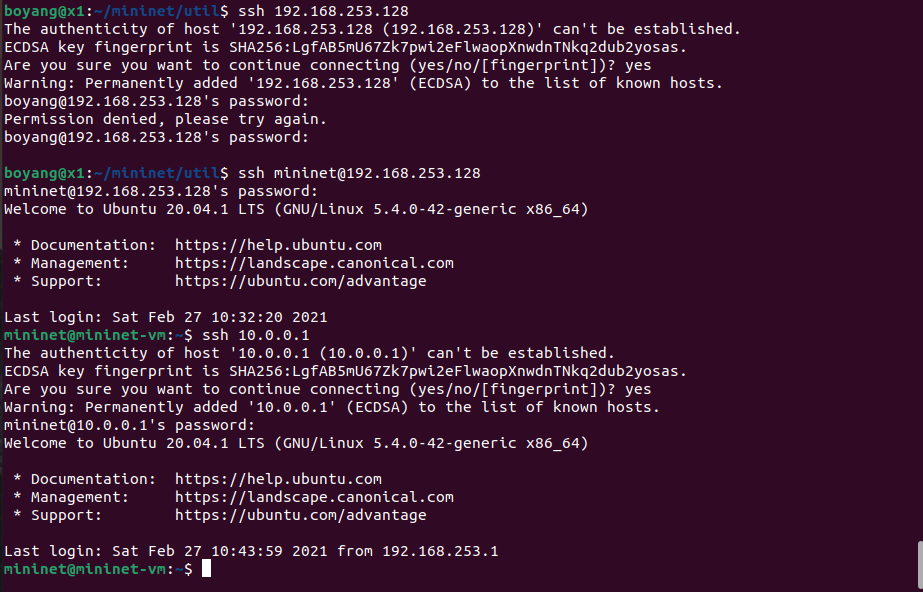 boyang@x1:~/mininet/util$ ssh 192.168.253.128
The authenticity of host '192.168.253.128 (192.168.253.128)' can't be established.
ECDSA key fingerprint is SHA256:LgfAB5mU67Zk7pwi2eFlwaopXnwdnTNkq2dub2yosas.
Are you sure you want to continue connecting (yes/no/[fingerprint])? yes
Warning: Permanently added '192.168.253.128' (ECDSA) to the list of known hosts.
boyang@192.168.253.128's password:
Permission denied, please try again.
boyang@192.168.253.128's password:
boyang@x1:~/mininet/util$ ssh mininet@192.168.253.128
mininet@192.168.253.128's password:
Welcome to Ubuntu 20.04.1 LTS (GNU/Linux 5.4.0-42-generic x86_64)
* Documentation:  https://help.ubuntu.com
* Management:     https://landscape.canonical.com
* Support:        https://ubuntu.com/advantage
Last login: Sat Feb 27 10:32:20 2021
mininet@mininet-vm:~$ ssh 10.0.0.1
The authenticity of host '10.0.0.1 (10.0.0.1)' can't be established.
ECDSA key fingerprint is SHA256:LgfAB5mU67Zk7pwi2eFlwaopXnwdnTNkq2dub2yosas.
Are you sure you want to continue connecting (yes/no/[fingerprint])? yes
Warning: Permanently added '10.0.0.1' (ECDSA) to the list of known hosts.
mininet@10.0.0.1's password:
Welcome to Ubuntu 20.04.1 LTS (GNU/Linux 5.4.0-42-generic x86_64)
* Documentation:  https://help.ubuntu.com
* Management:     https://landscape.canonical.com
* Support:        https://ubuntu.com/advantage
Last login: Sat Feb 27 10:43:59 2021 from 192.168.253.1
mininet@mininet-vm:~$